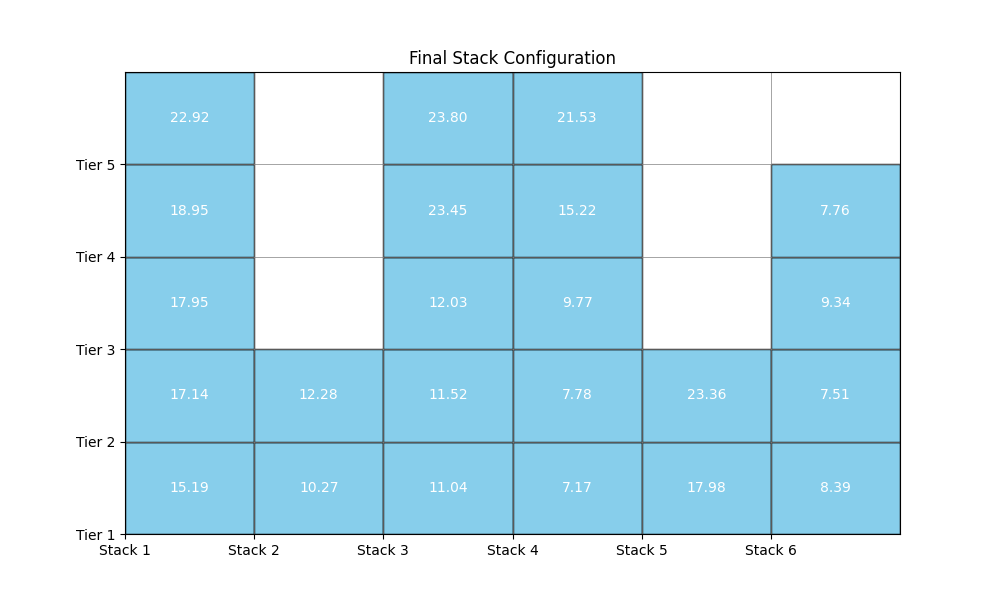 Final Stack Configuration
22.92 23.80 21.53
Tier 5
18.95 23.45 15.22 7.76
Tier 4
17.95 12.03 9.77 9.34
Tier 3
17.14 12.28 11.52 7.78 23.36 7.51
Tier 2
15.19 10.27 11.04 7.17 17.98 8.39
Tier 1
Stack 1 Stack 2 Stack 3 Stack 4 Stack 5 Stack 6